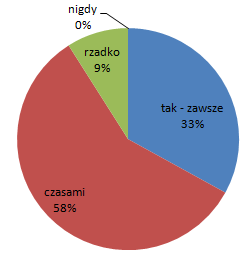 nigdy
0%
rzadko
9%
tak - zawsze
33%
czasami
58%